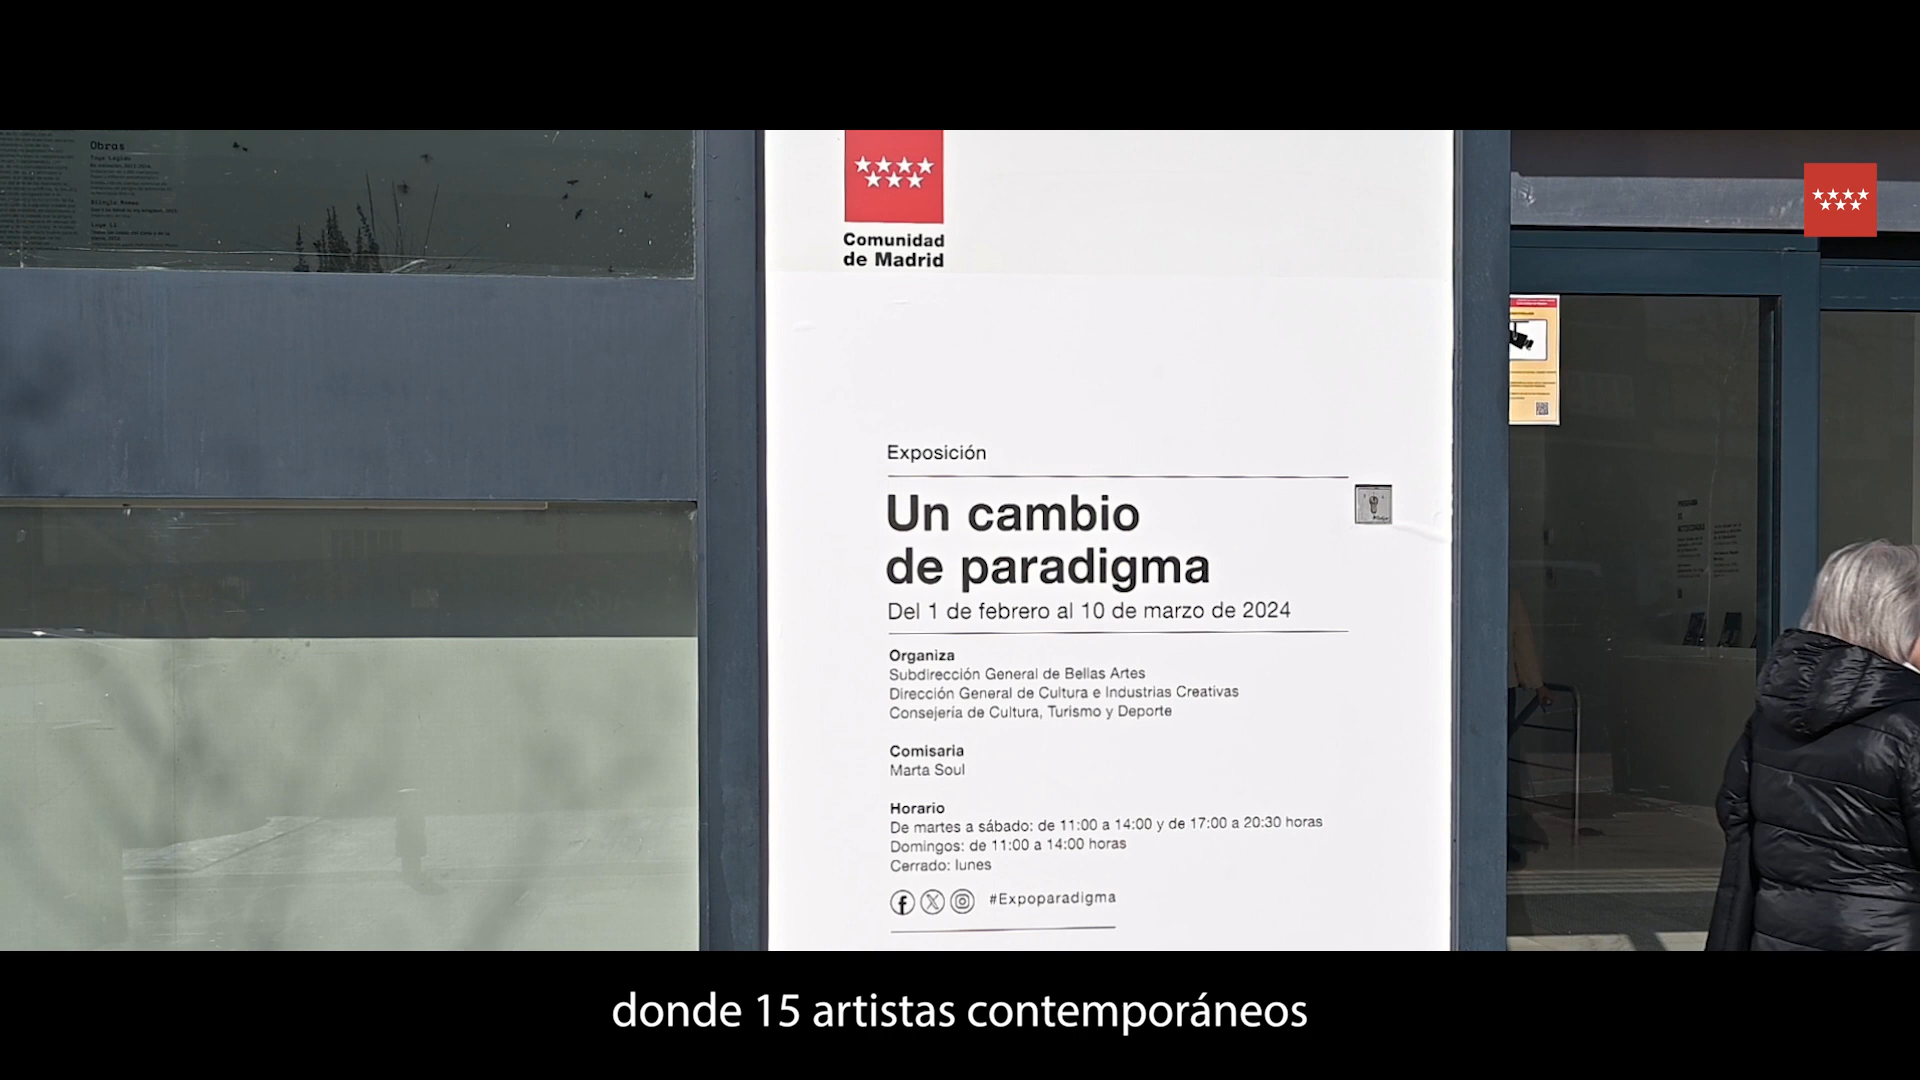 Obras
Comunidad
de Madrid
Exposición
Un cambio
de paradigma
Del 1 de febrero al 10 de marzo de 2024
Organiza
Subdirección General de Bellas Artes
Dirección General de Cultura e Industrias Creativas
Consejería de Cultura, Turismo y Deporte
Comisaria
Marta Soul
Horario
De martes a sábado: de 11:00 a 14:00 y de 17:00 a 20:30 horas
Domingos: de 11:00 a 14:00 horas
Cerrado: lunes
#Expoparadigma
donde 15 artistas contemporáneos